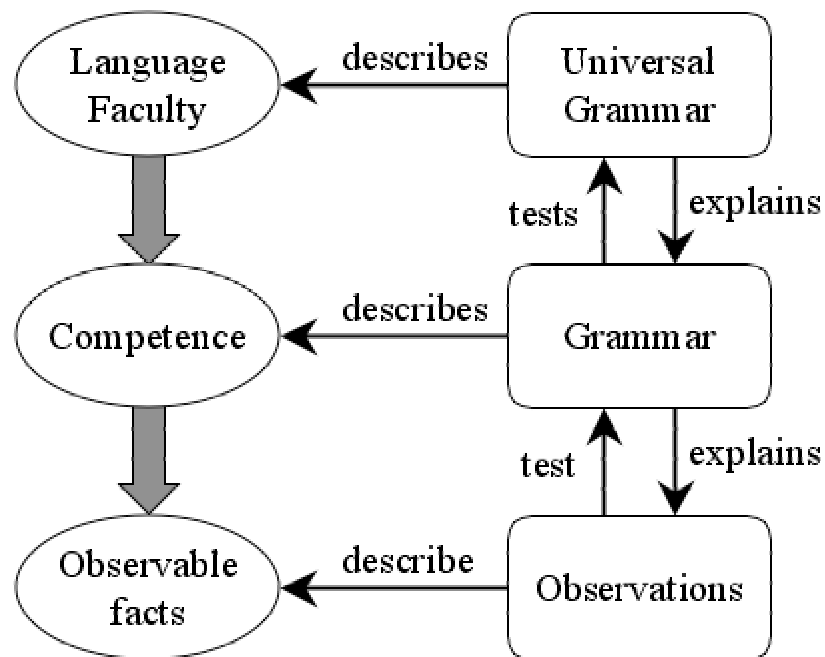 Language
Faculty
describes
Universal
Grammar
tests
explains
Competence
describes
Grammar
test
explains
Observable
facts
describe
Observations